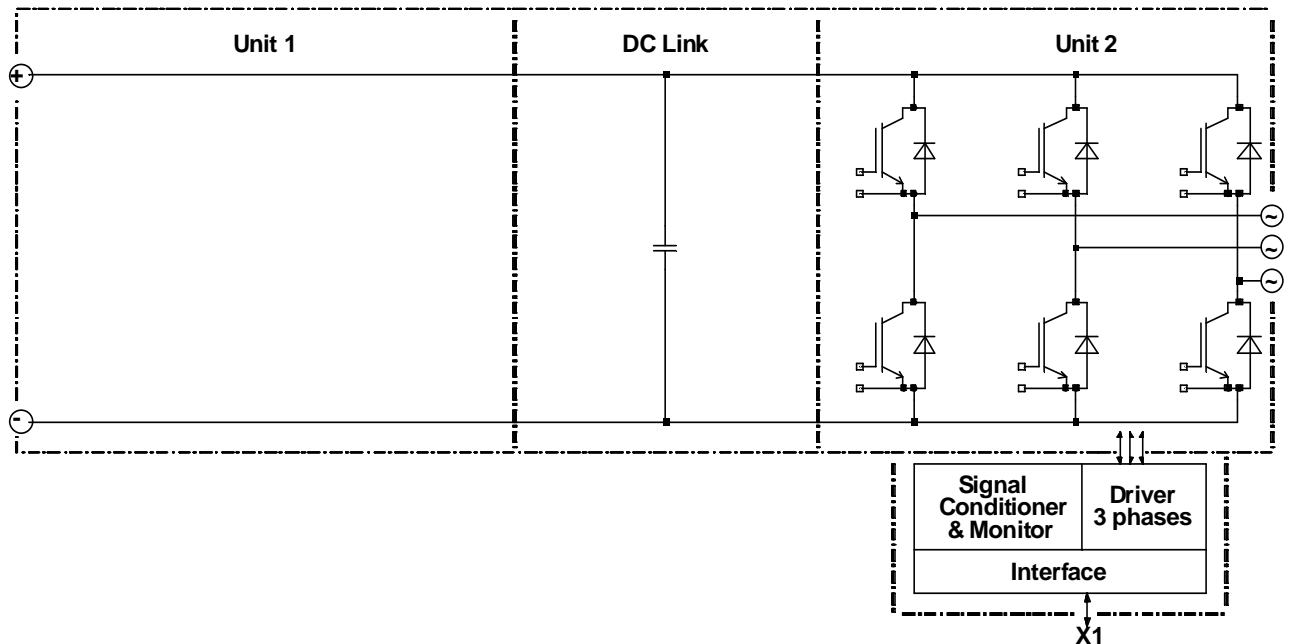 Unit 1
DC Link
Unit 2
+
~
~
~
-
Signal
Conditioner
& Monitor
Driver
3 phases
Interface
X1